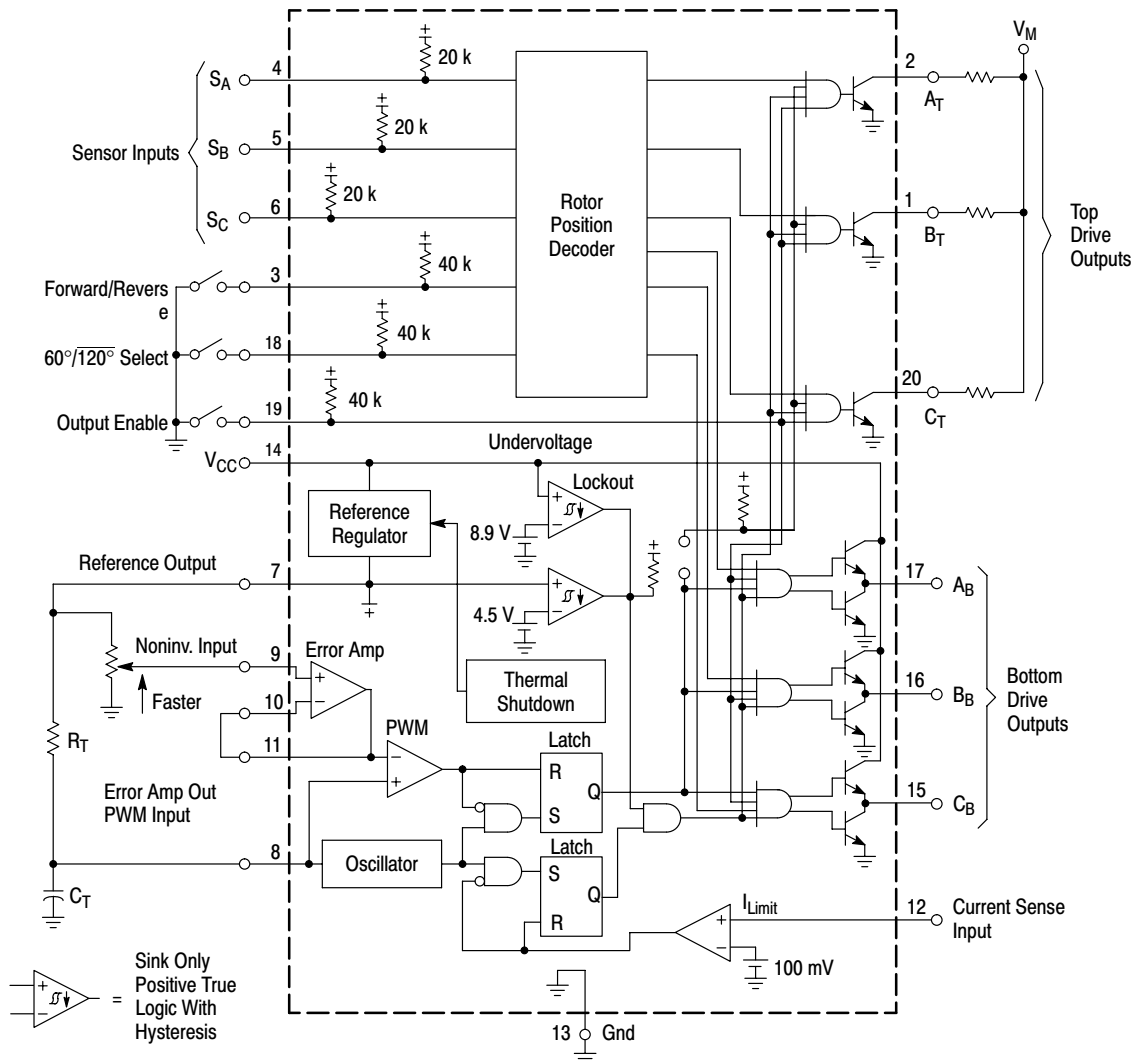 V_M
20 k
S_A
4
2
A_T
20 k
Sensor Inputs
S_B
5
20 k
S_C
6
Rotor
Position
Decoder
1
B_T
Top
Drive
Outputs
40 k
Forward/Revers
e
3
40 k
60°/120° Select
18
40 k
Output Enable
19
20
C_T
V_CC
14
Undervoltage
Lockout
Reference
Regulator
8.9 V
Reference Output
7
4.5 V
17
A_B
Noninv. Input
9
Error Amp
Thermal
Shutdown
16
B_B
Bottom
Drive
Outputs
Faster
10
R_T
11
PWM
Latch
R
Q
S
15
C_B
Error Amp Out
PWM Input
8
Oscillator
Latch
S
Q
R
C_T
I_Limit
12
Current Sense
Input
100 mV
Sink Only
Positive True
Logic With
Hysteresis
=
13
Gnd
+
−